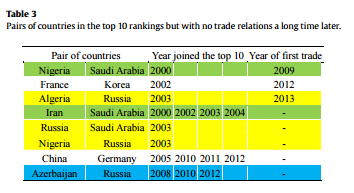 Table 3
Pairs of countries in the top 10 rankings but with no trade relations a long time later.
Pair of countries Year joined the top 10 Year of first trade
Nigeria Saudi Arabia 2000 2009
France Korea 2002 2012
Algeria Russia 2003 2013
Iran Saudi Arabia 2000 2002 2003 2004 -
Russia Saudi Arabia 2003 -
Nigeria Russia 2003 -
China Germany 2005 2010 2011 2012 -
Azerbaijan Russia 2008 2010 2012 -